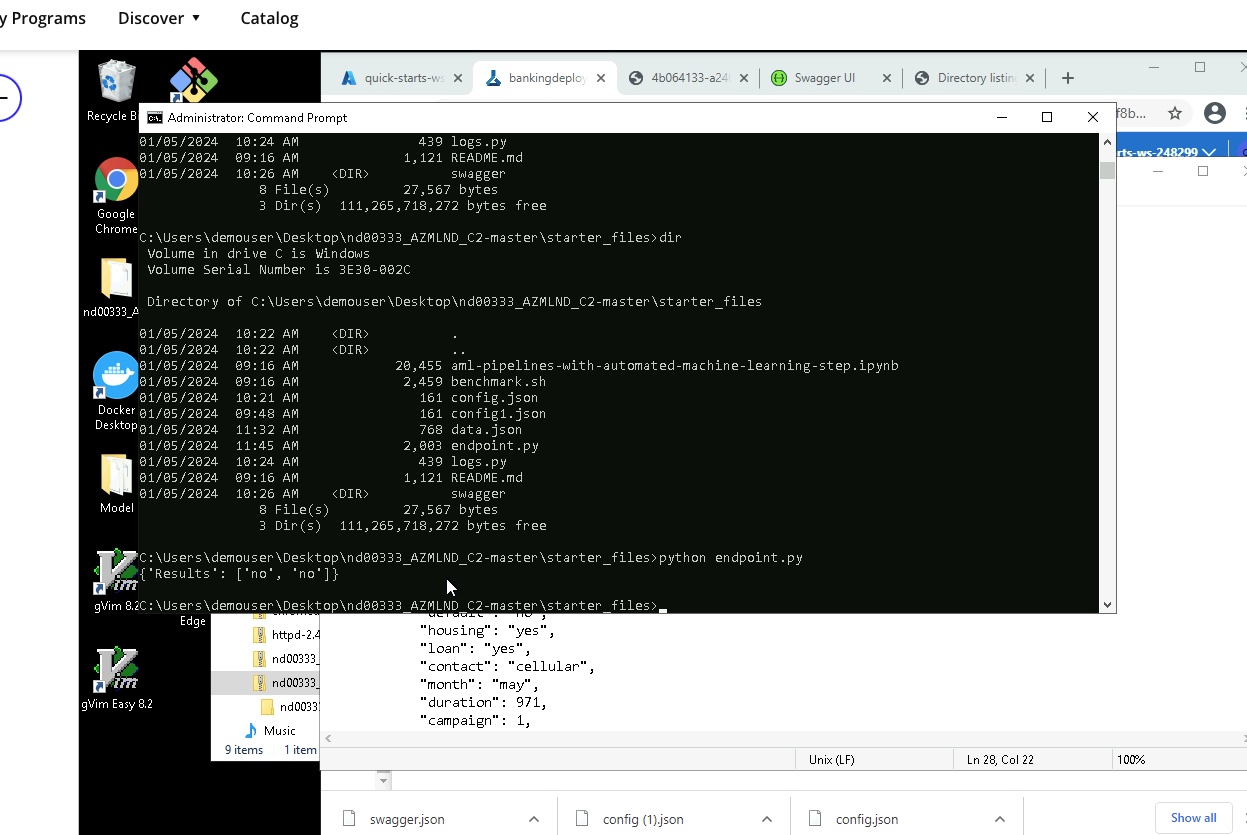 y Programs
Discover ▼
Catalog
quick-starts-ws
bankingdeploy
4b064133-a24
Swagger UI
Directory listin
Recycle B
Administrator: Command Prompt
f8b...
rts-ws-248299
01/05/2024  10:24 AM               439 logs.py
01/05/2024  09:16 AM             1,121 README.md
01/05/2024  10:26 AM    <DIR>          swagger
               8 File(s)         27,567 bytes
               3 Dir(s)  111,265,718,272 bytes free
C:\Users\demouser\Desktop\nd00333_AZMLND_C2-master\starter_files>dir
 Volume in drive C is Windows
 Volume Serial Number is 3E30-002C
 Directory of C:\Users\demouser\Desktop\nd00333_AZMLND_C2-master\starter_files
01/05/2024  10:22 AM    <DIR>          .
01/05/2024  10:22 AM    <DIR>          ..
01/05/2024  09:16 AM            20,455 aml-pipelines-with-automated-machine-learning-step.ipynb
01/05/2024  09:16 AM             2,459 benchmark.sh
01/05/2024  10:21 AM               161 config.json
01/05/2024  09:48 AM               161 config1.json
01/05/2024  11:32 AM               768 data.json
01/05/2024  11:45 AM             2,003 endpoint.py
01/05/2024  10:24 AM               439 logs.py
01/05/2024  09:16 AM             1,121 README.md
01/05/2024  10:26 AM    <DIR>          swagger
               8 File(s)         27,567 bytes
               3 Dir(s)  111,265,718,272 bytes free
C:\Users\demouser\Desktop\nd00333_AZMLND_C2-master\starter_files>python endpoint.py
{'Results': ['no', 'no']}
C:\Users\demouser\Desktop\nd00333_AZMLND_C2-master\starter_files>
Google
Chrome
nd00333_A
Docker
Desktop
Model
gVim 8.2
Edge
gVim Easy 8.2
httpd-2.4
nd00333_
nd00333_
nd0033
Music
9 items
1 item
"default": "no",
"housing": "yes",
"loan": "yes",
"contact": "cellular",
"month": "may",
"duration": 971,
"campaign": 1,
Unix (LF)
Ln 28, Col 22
100%
swagger.json
config (1).json
config.json
Show all